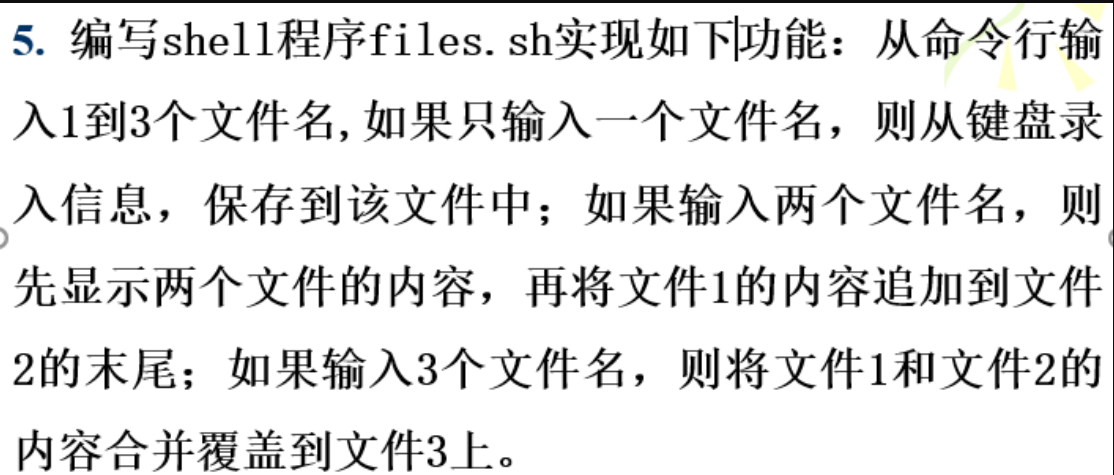 5. 编写shell程序files.sh实现如下功能：从命令行输
入1到3个文件名,如果只输入一个文件名，则从键盘录
入信息，保存到该文件中；如果输入两个文件名，则
先显示两个文件的内容，再将文件1的内容追加到文件
2的末尾；如果输入3个文件名，则将文件1和文件2的
内容合并覆盖到文件3上。